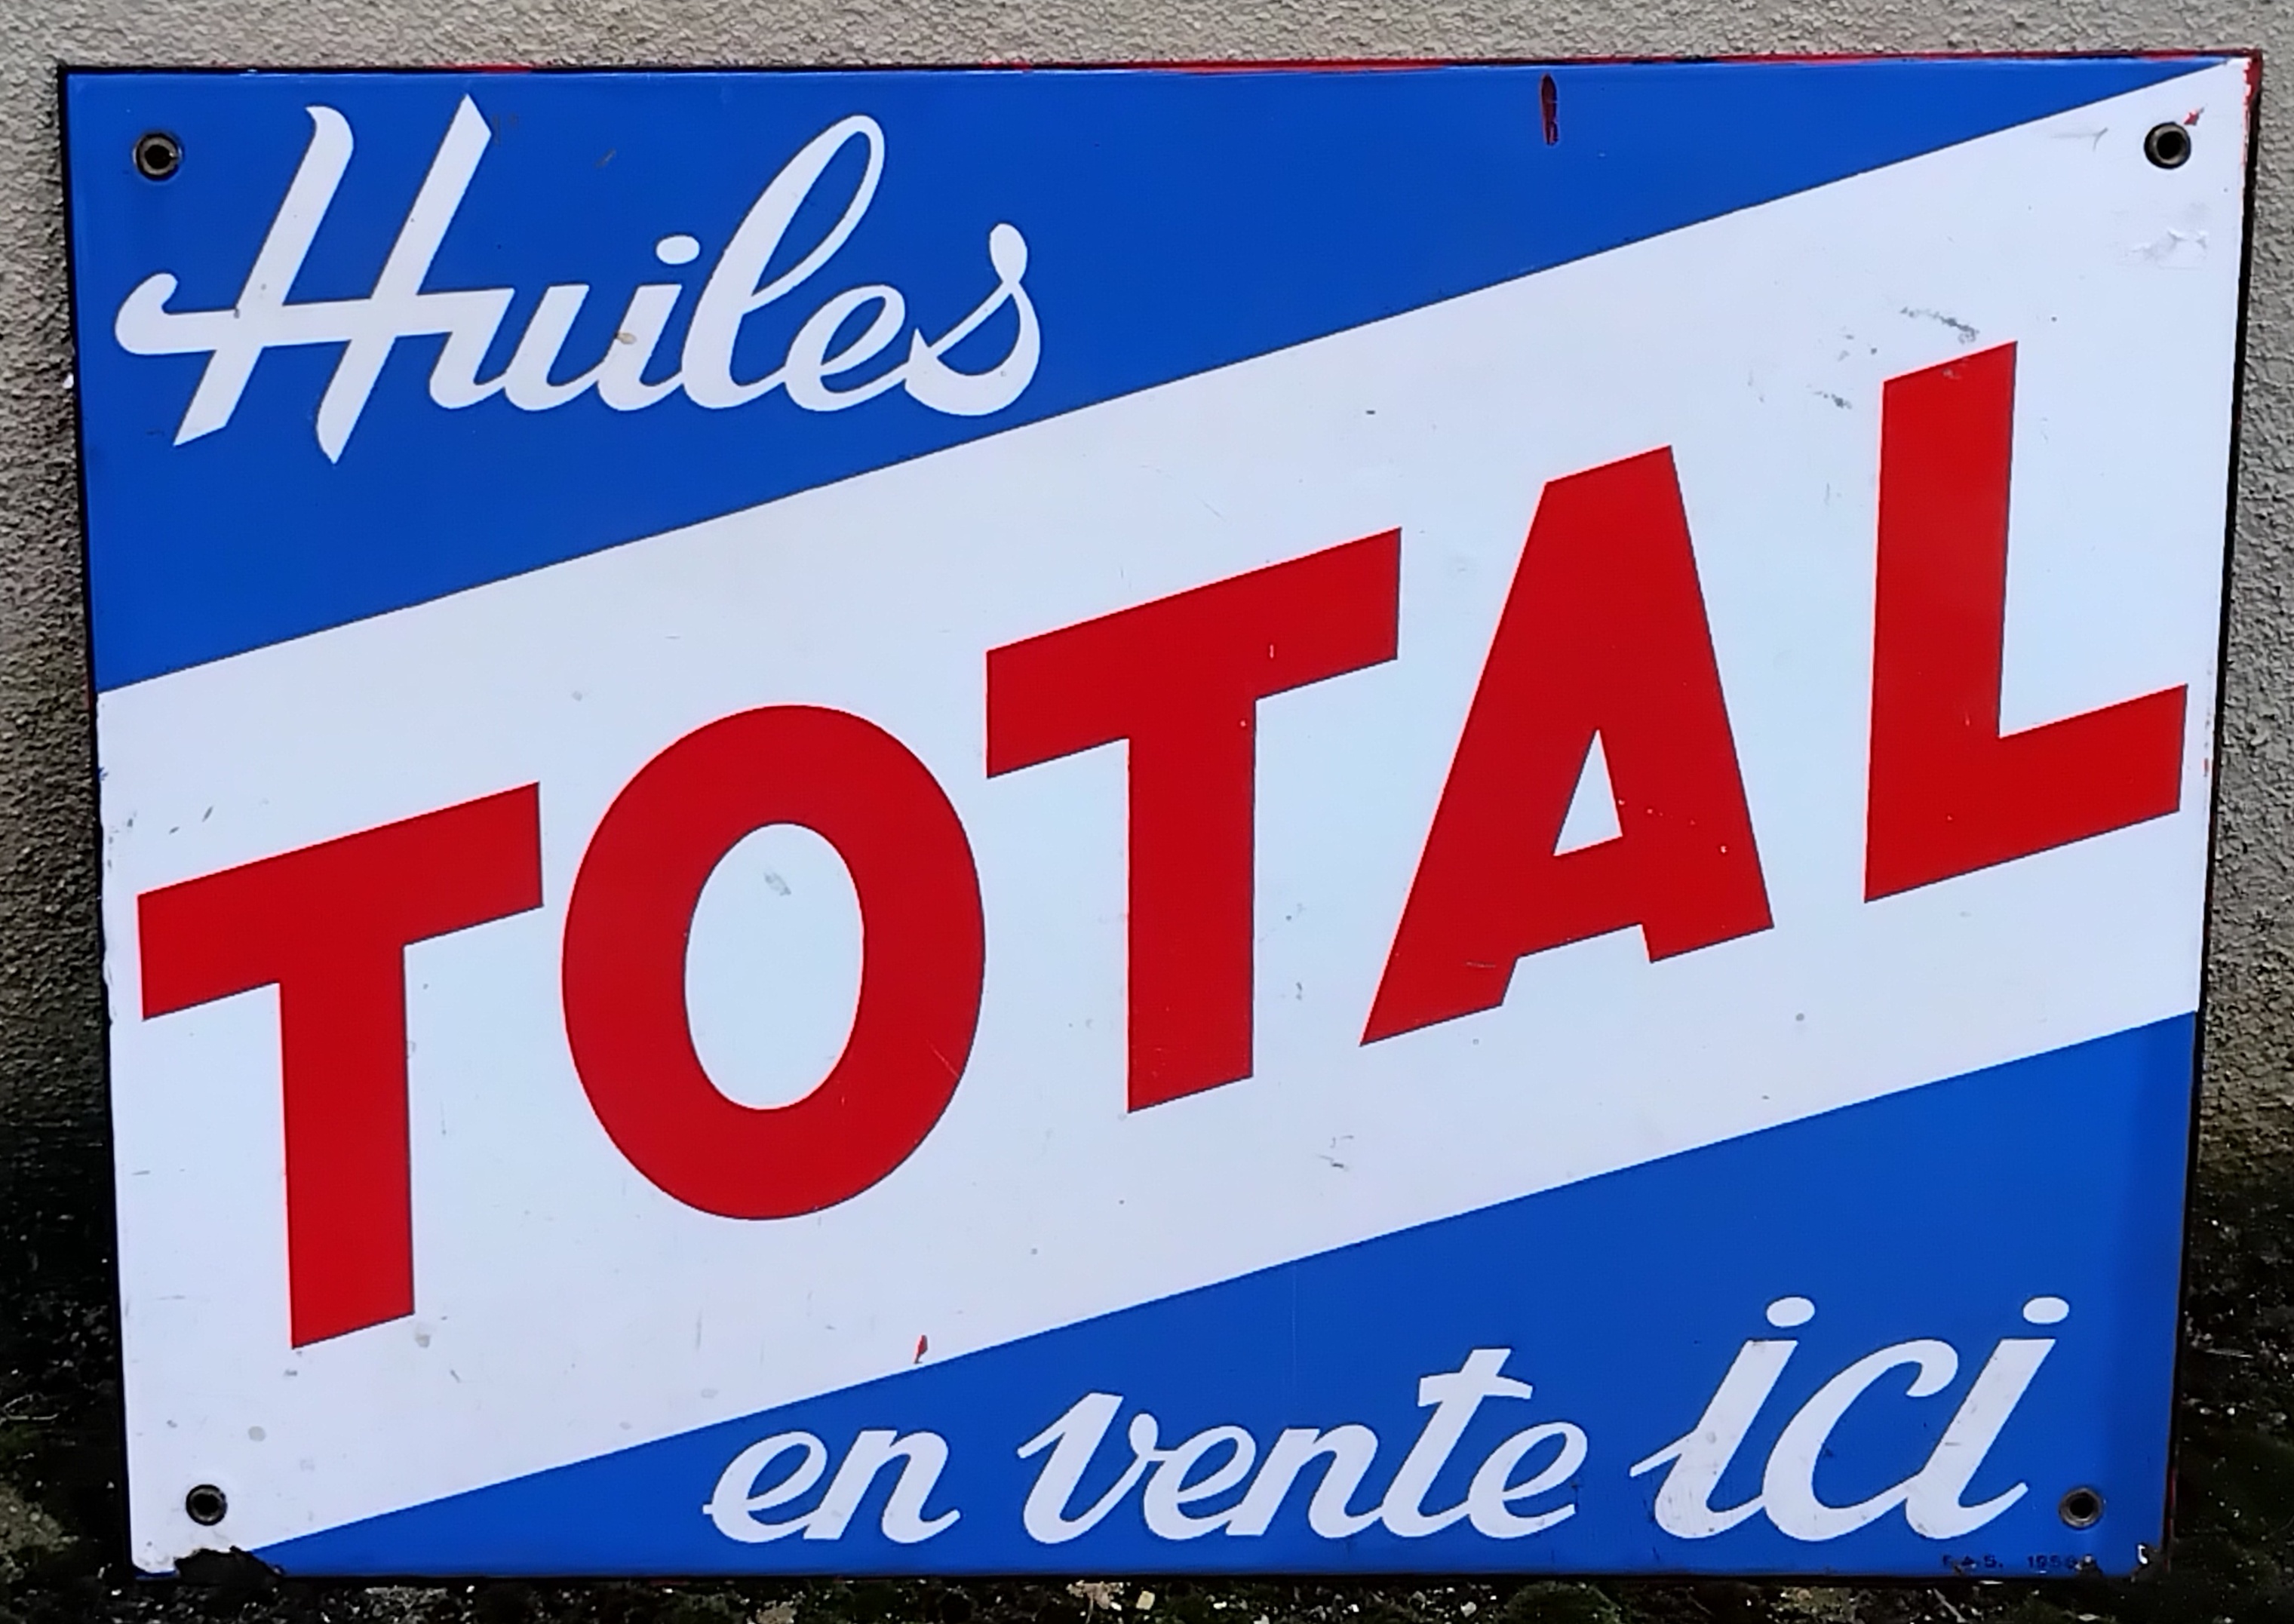 Huiles
TOTAL
en vente ici